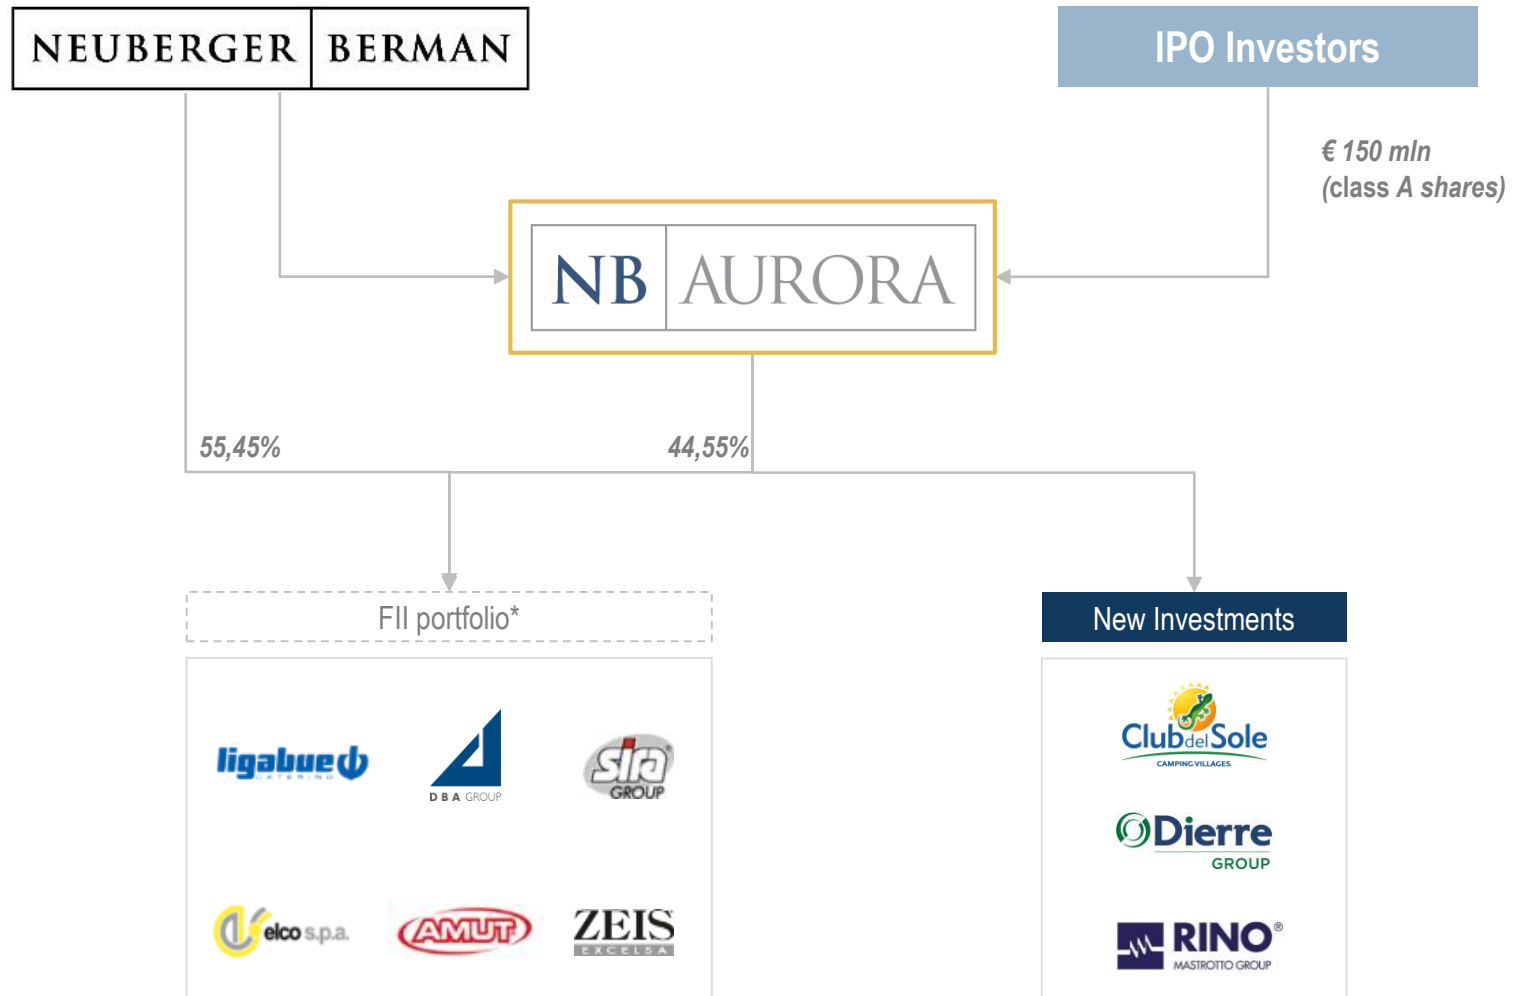 NEUBERGER BERMAN
IPO Investors
€ 150 mln
(class A shares)
NB AURORA
55,45%
44,55%
FII portfolio*
New Investments
ligabue
CATERING
DBA GROUP
sira
GROUP
Club del Sole
CAMPING VILLAGES
Dierre
GROUP
elco s.p.a.
AMUT
ZEIS
EXCELSA
RINO®
MASTROTTO GROUP